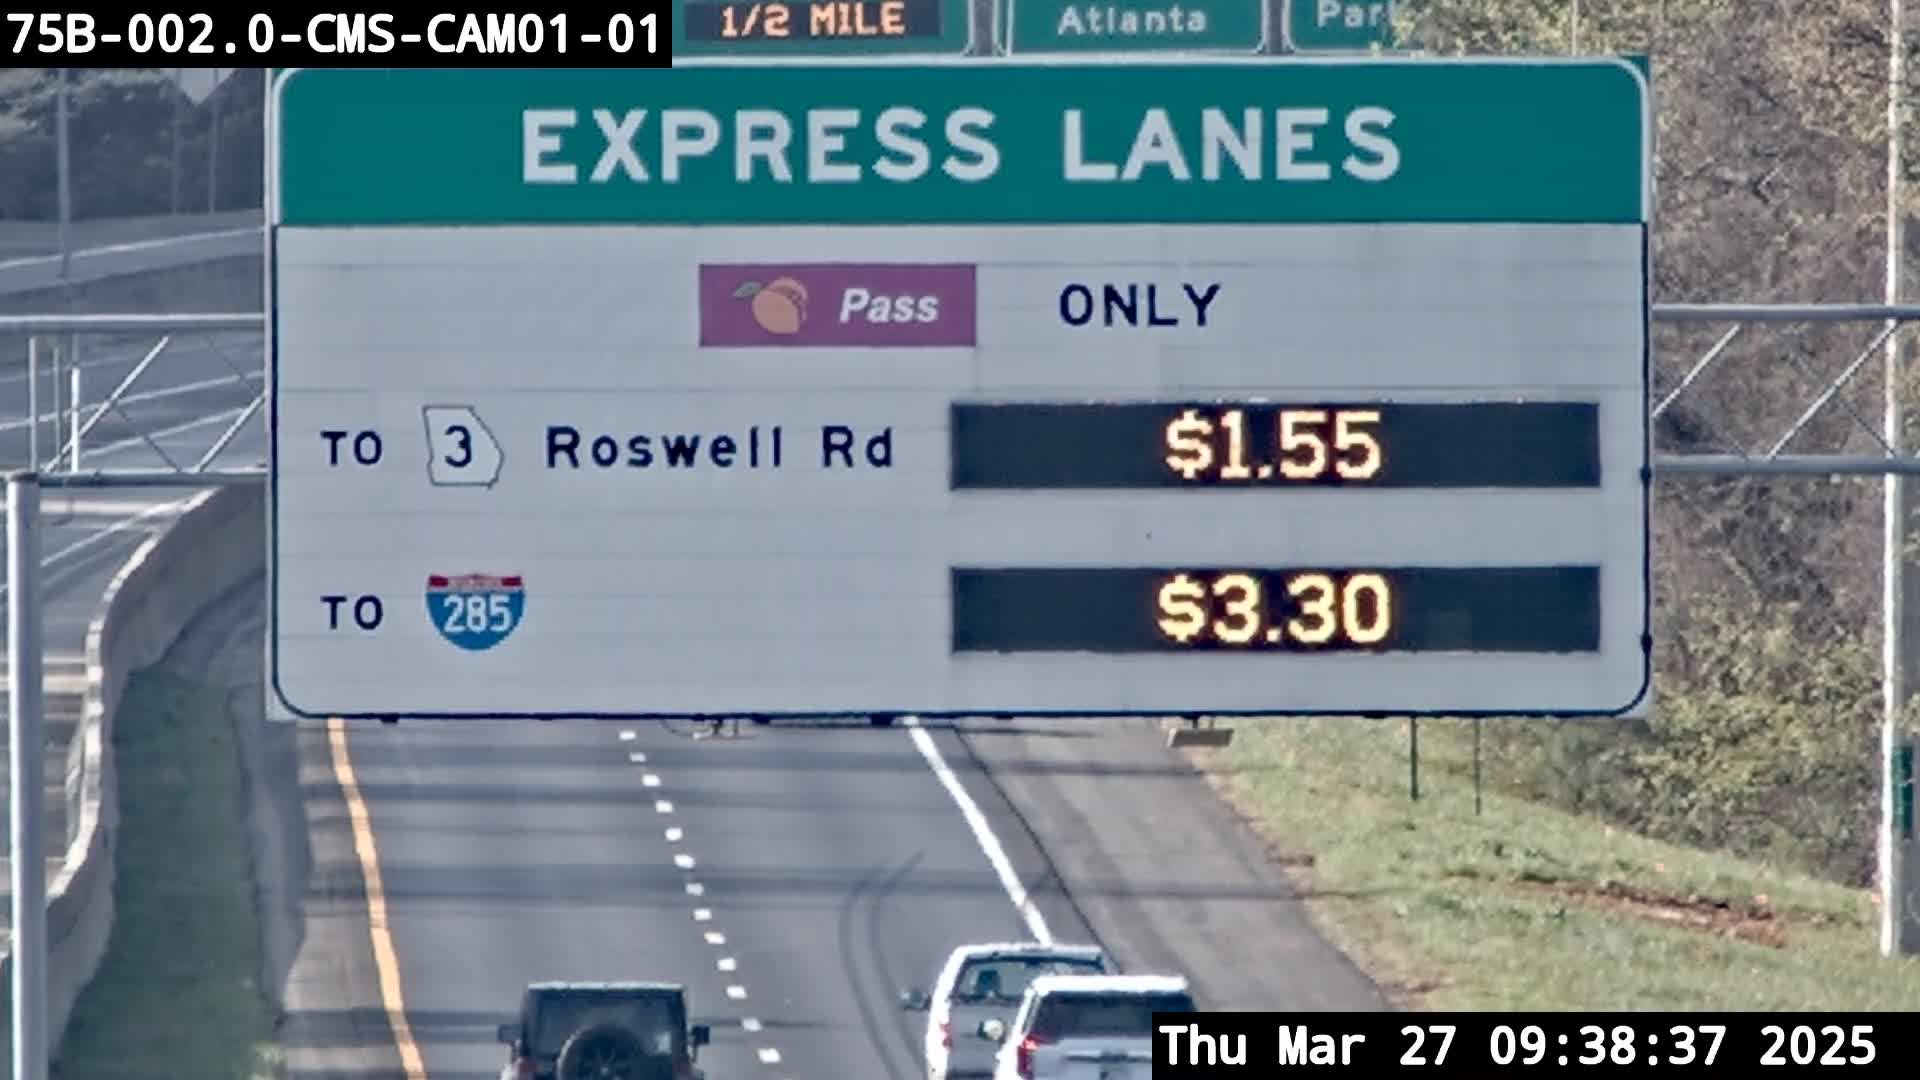 75B-002.0-CMS-CAM01-01
1/2 MILE
Atlanta
EXPRESS LANES
Pass ONLY
TO 3 Roswell Rd $1.55
TO 285 $3.30
Thu Mar 27 09:38:37 2025